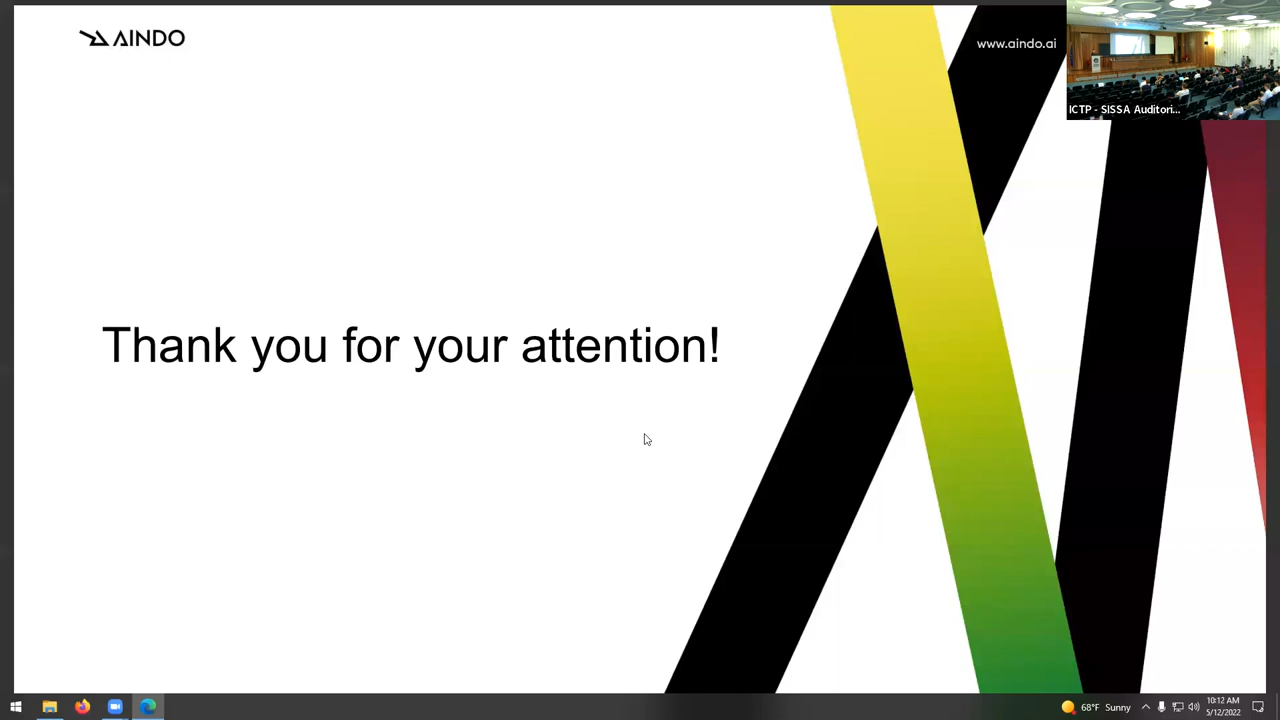 AINDO
www.aindo.ai
ICTP - SISSA Auditori...
Thank you for your attention!
68°F Sunny
10:12 AM
5/12/2022